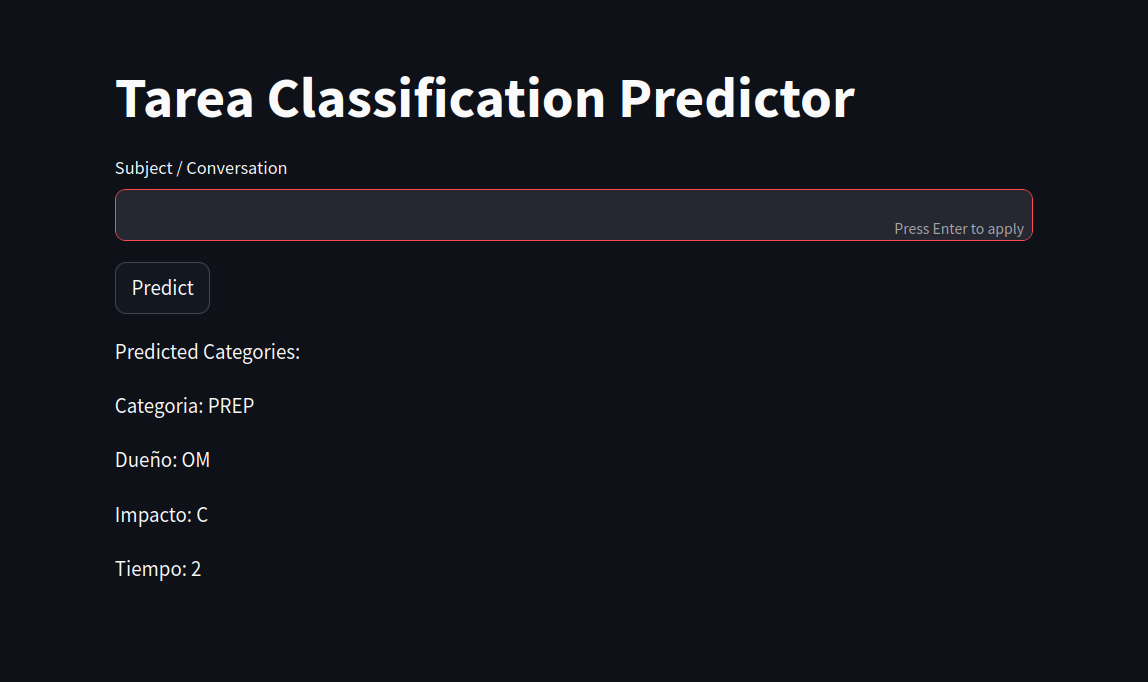 Tarea Classification Predictor
Subject / Conversation
Press Enter to apply
Predict
Predicted Categories:
Categoria: PREP
Dueño: OM
Impacto: C
Tiempo: 2